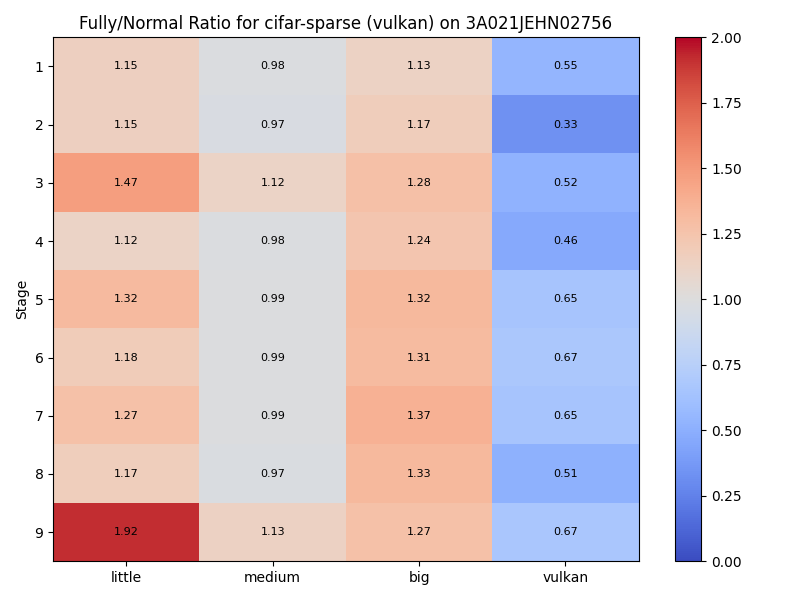 Fully/Normal Ratio for cifar-sparse (vulkan) on 3A021JEHN02756
Stage
1 1.15 0.98 1.13 0.55
2 1.15 0.97 1.17 0.33
3 1.47 1.12 1.28 0.52
4 1.12 0.98 1.24 0.46
5 1.32 0.99 1.32 0.65
6 1.18 0.99 1.31 0.67
7 1.27 0.99 1.37 0.65
8 1.17 0.97 1.33 0.51
9 1.92 1.13 1.27 0.67
little medium big vulkan
2.00
1.75
1.50
1.25
1.00
0.75
0.50
0.25
0.00